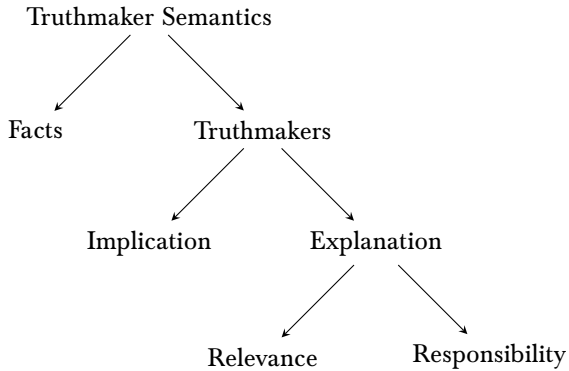 Truthmaker Semantics
Facts
Truthmakers
Implication
Explanation
Relevance
Responsibility